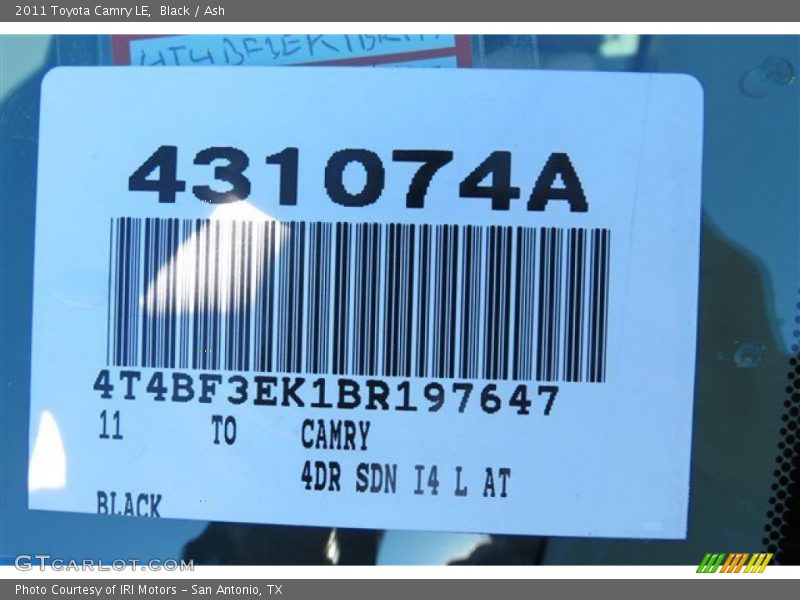 2011 Toyota Camry LE, Black / Ash
431074A
4T4BF3EK1BR197647
11 TO CAMRY
4DR SDN I4 L AT
BLACK
GTCARLOT.COM
Photo Courtesy of IRI Motors – San Antonio, TX